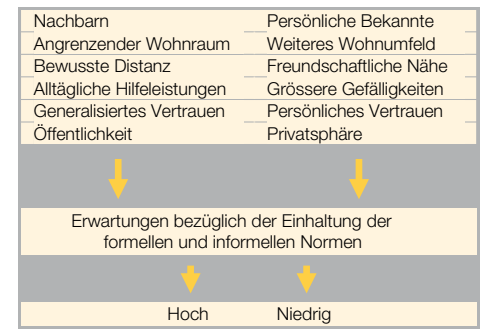 Nachbarn Persönliche Bekannte
Angrenzender Wohnraum Weiteres Wohnumfeld
Bewusste Distanz Freundschaftliche Nähe
Alltägliche Hilfeleistungen Grössere Gefälligkeiten
Generalisiertes Vertrauen Persönliches Vertrauen
Öffentlichkeit Privatsphäre
Erwartungen bezüglich der Einhaltung der
formellen und informellen Normen
Hoch Niedrig